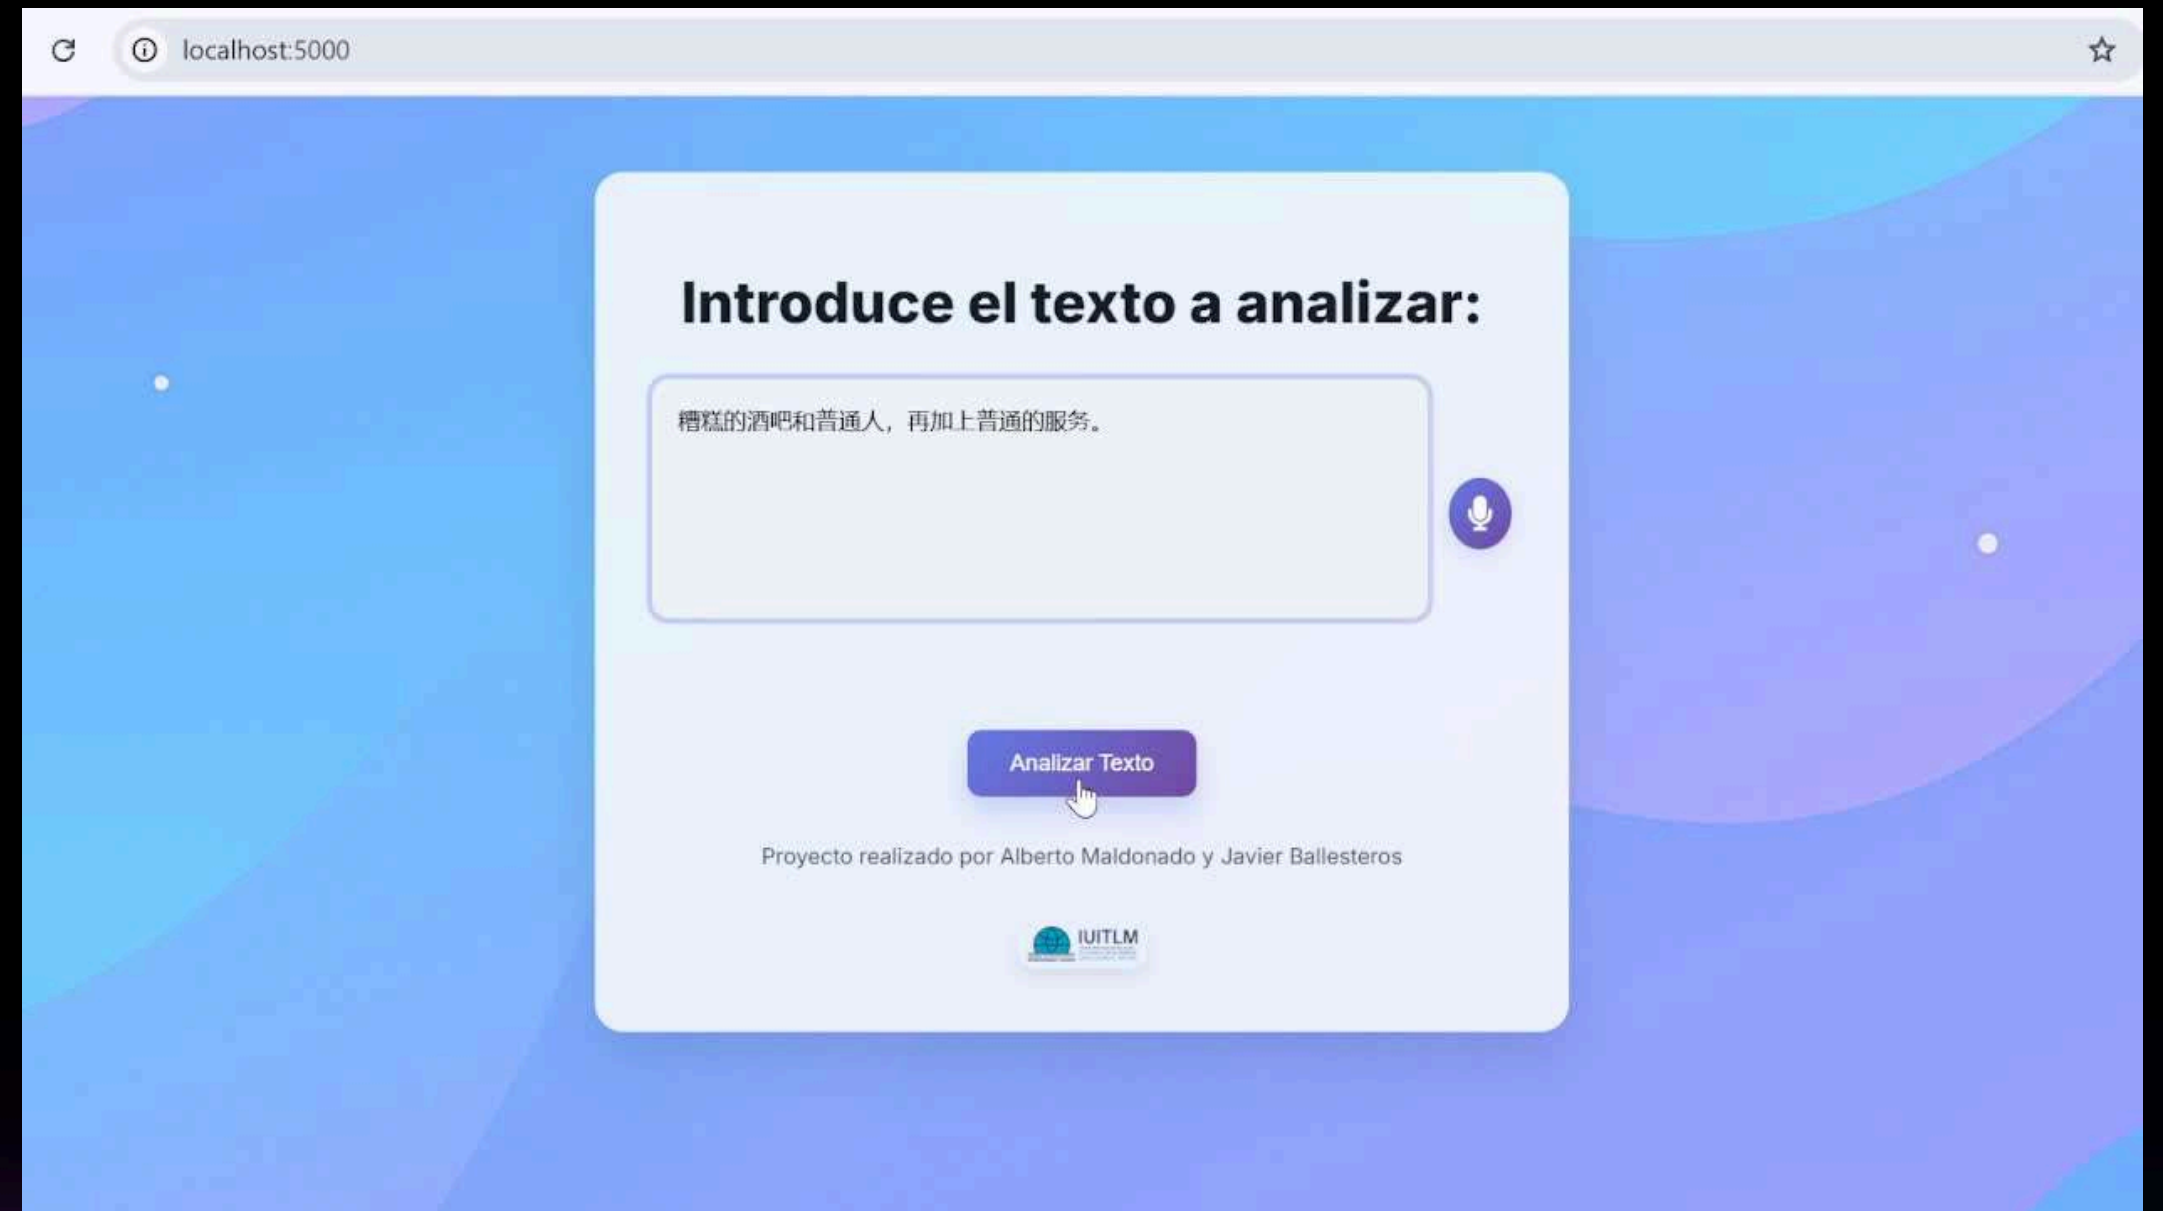 localhost:5000
Introduce el texto a analizar:
糟糕的酒吧和普通人，再加上普通的服务。
Analizar Texto
Proyecto realizado por Alberto Maldonado y Javier Ballesteros
IUITLM